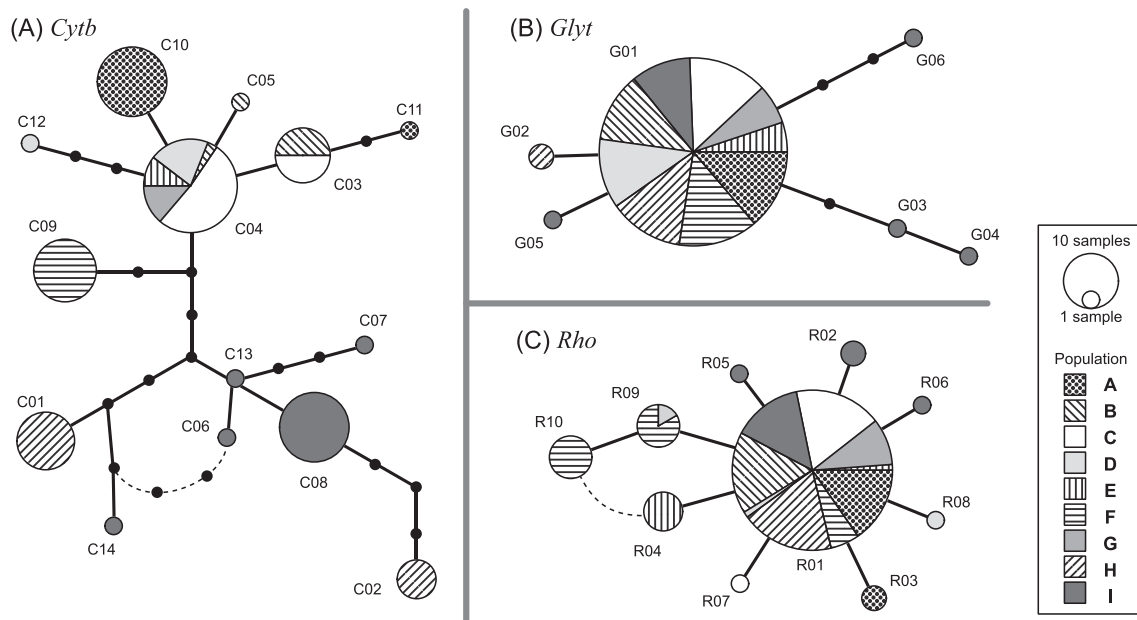 (A) Cytb
C10
C05
C12
C11
C03
C04
C09
C07
C13
C01
C06
C08
C14
C02
(B) Glyt
G01
G06
G02
G05
G03
G04
(C) Rho
R02
R05
R09
R06
R10
R08
R04
R01
R07
R03
10 samples
1 sample
Population
A
B
C
D
E
F
G
H
I